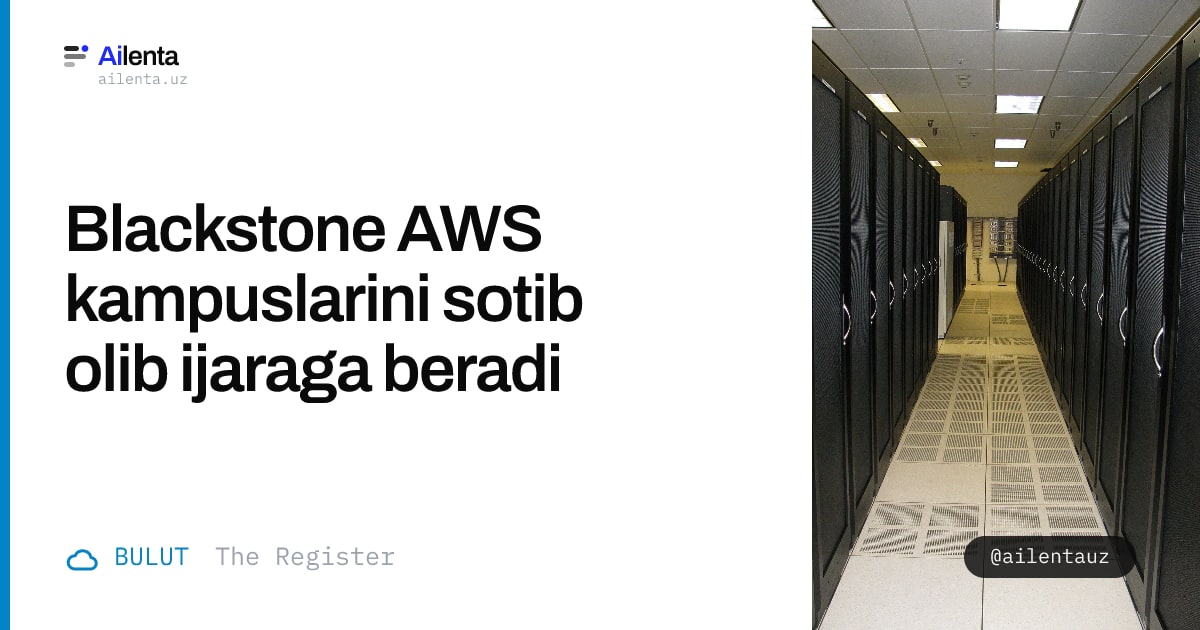 Ailenta
ailenta.uz
Blackstone AWS
kampuslarini sotib
olib ijaraga beradi
BULUT The Register
@ailentauz